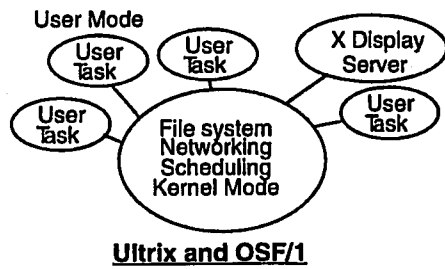 User Mode
User
Task
User
Task
X Display
Server
User
Task
User
Task
File system
Networking
Scheduling
Kernel Mode
Ultrix and OSF/1